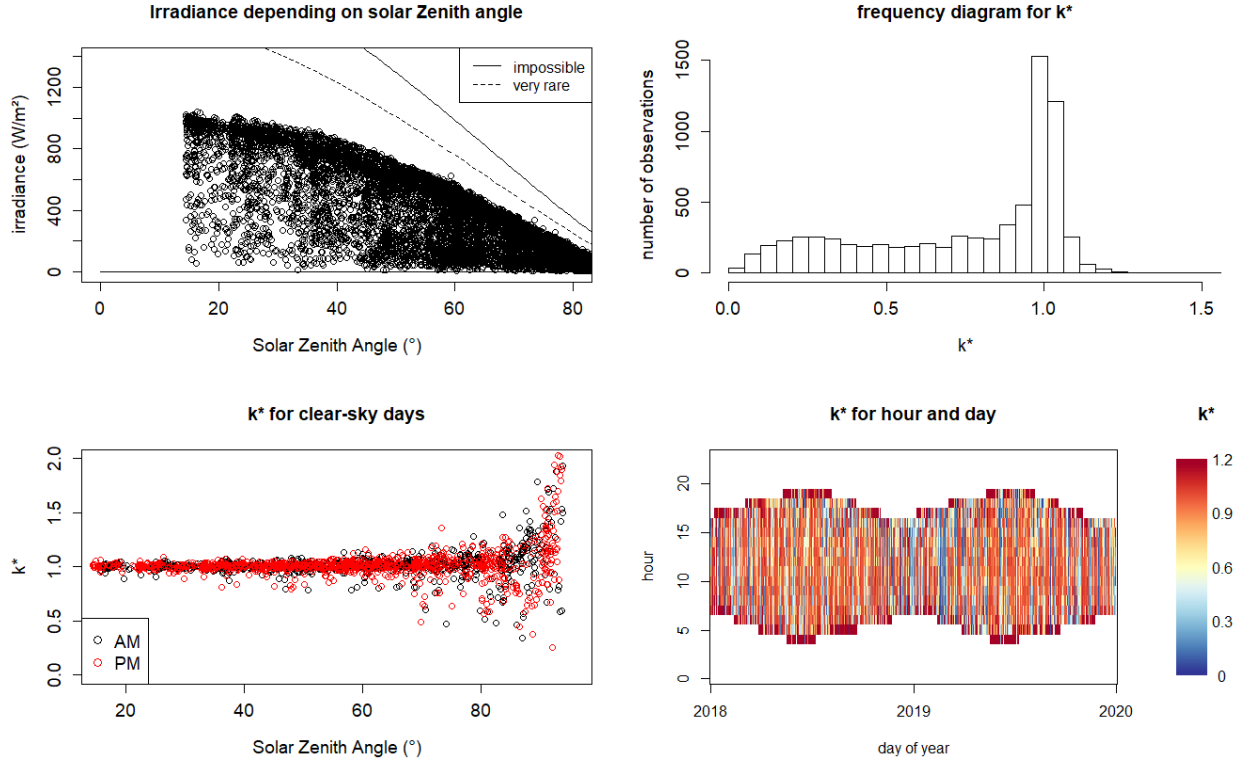 Irradiance depending on solar Zenith angle
irradiance (W/m²)
1200
800
400
0
impossible
very rare
0 20 40 60 80
Solar Zenith Angle (°)
frequency diagram for k*
number of observations
1500
1000
500
0
0.0 0.5 1.0 1.5
k*
k* for clear-sky days
k*
2.0
1.5
1.0
0.5
0.0
AM
PM
20 40 60 80
Solar Zenith Angle (°)
k* for hour and day
hour
20
15
10
5
0
2018 2019 2020
day of year
k*
1.2
0.9
0.6
0.3
0